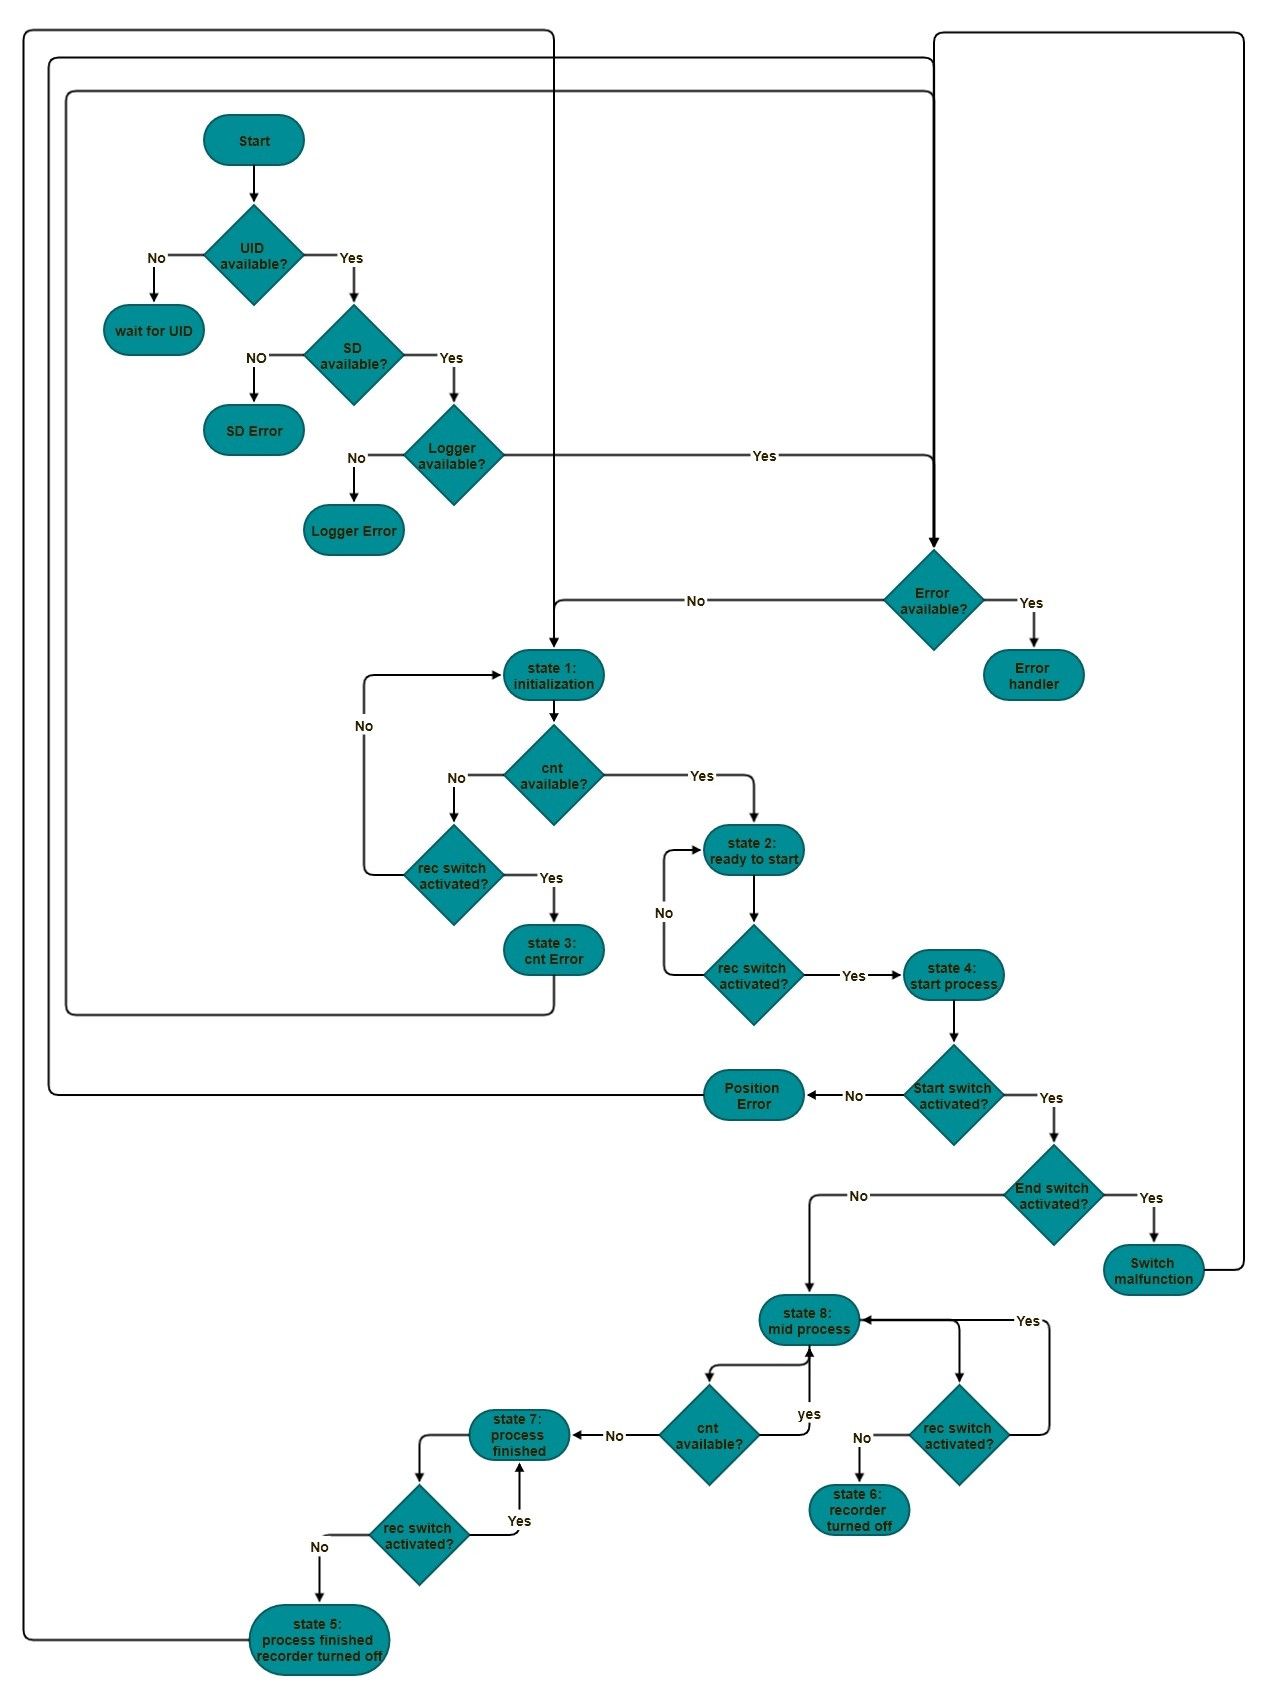 Start
UID
available?
No
Yes
wait for UID
SD
available?
NO
Yes
SD Error
Logger
available?
No
Yes
Logger Error
Error
available?
No
Yes
Error
handler
state 1:
initialization
No
cnt
available?
No
Yes
rec switch
activated?
Yes
state 2:
ready to start
No
state 3:
cnt Error
rec switch
activated?
Yes
state 4:
start process
Start switch
activated?
No
Yes
Position
Error
End switch
activated?
No
Yes
Switch
malfunction
state 8:
mid process
Yes
cnt
available?
yes
No
rec switch
activated?
No
state 6:
recorder
turned off
state 7:
process
finished
rec switch
activated?
Yes
No
state 5:
process finished
recorder turned off